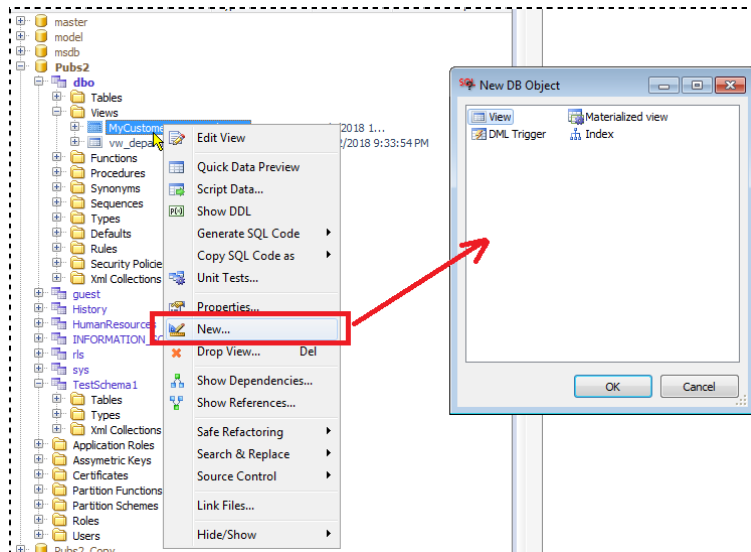 master
model
msdb
Pubs2
dbo
Tables
Views
MyCustome 2018 1...
vw_depa 2/2018 9:33:54 PM
Functions
Procedures
Synonyms
Sequences
Types
Defaults
Rules
Security Policie
Xml Collections
guest
History
HumanResources
INFORMATION_SC
rls
sys
TestSchema1
Tables
Types
Xml Collections
Application Roles
Assymetric Keys
Certificates
Partition Functions
Partition Schemes
Roles
Users
Pubs2_Copy
Edit View
Quick Data Preview
Script Data...
Show DDL
Generate SQL Code
Copy SQL Code as
Unit Tests...
Properties...
New...
Drop View... Del
Show Dependencies...
Show References...
Safe Refactoring
Search & Replace
Source Control
Link Files...
Hide/Show
New DB Object
View Materialized view
DML Trigger Index
OK Cancel